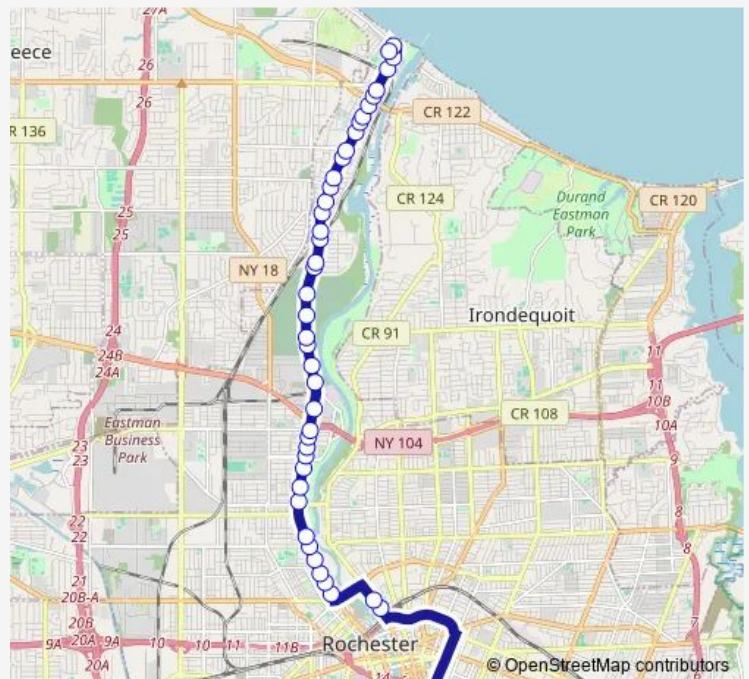 27A
eece
26
26
CR 122
R 136
CR 124
Durand
Eastman
Park
CR 120
25
25
NY 18
Irondequoit
24
CR 91
24B
24A
11
11
10B
10A
CR 108
Eastman
Business
Park
23
23
NY 104
9
22
22
8
8
21
20B-A
20B
20A
9A
9A
10
10
11
11B
Rochester
7
20A
14
© OpenStreetMap contributors